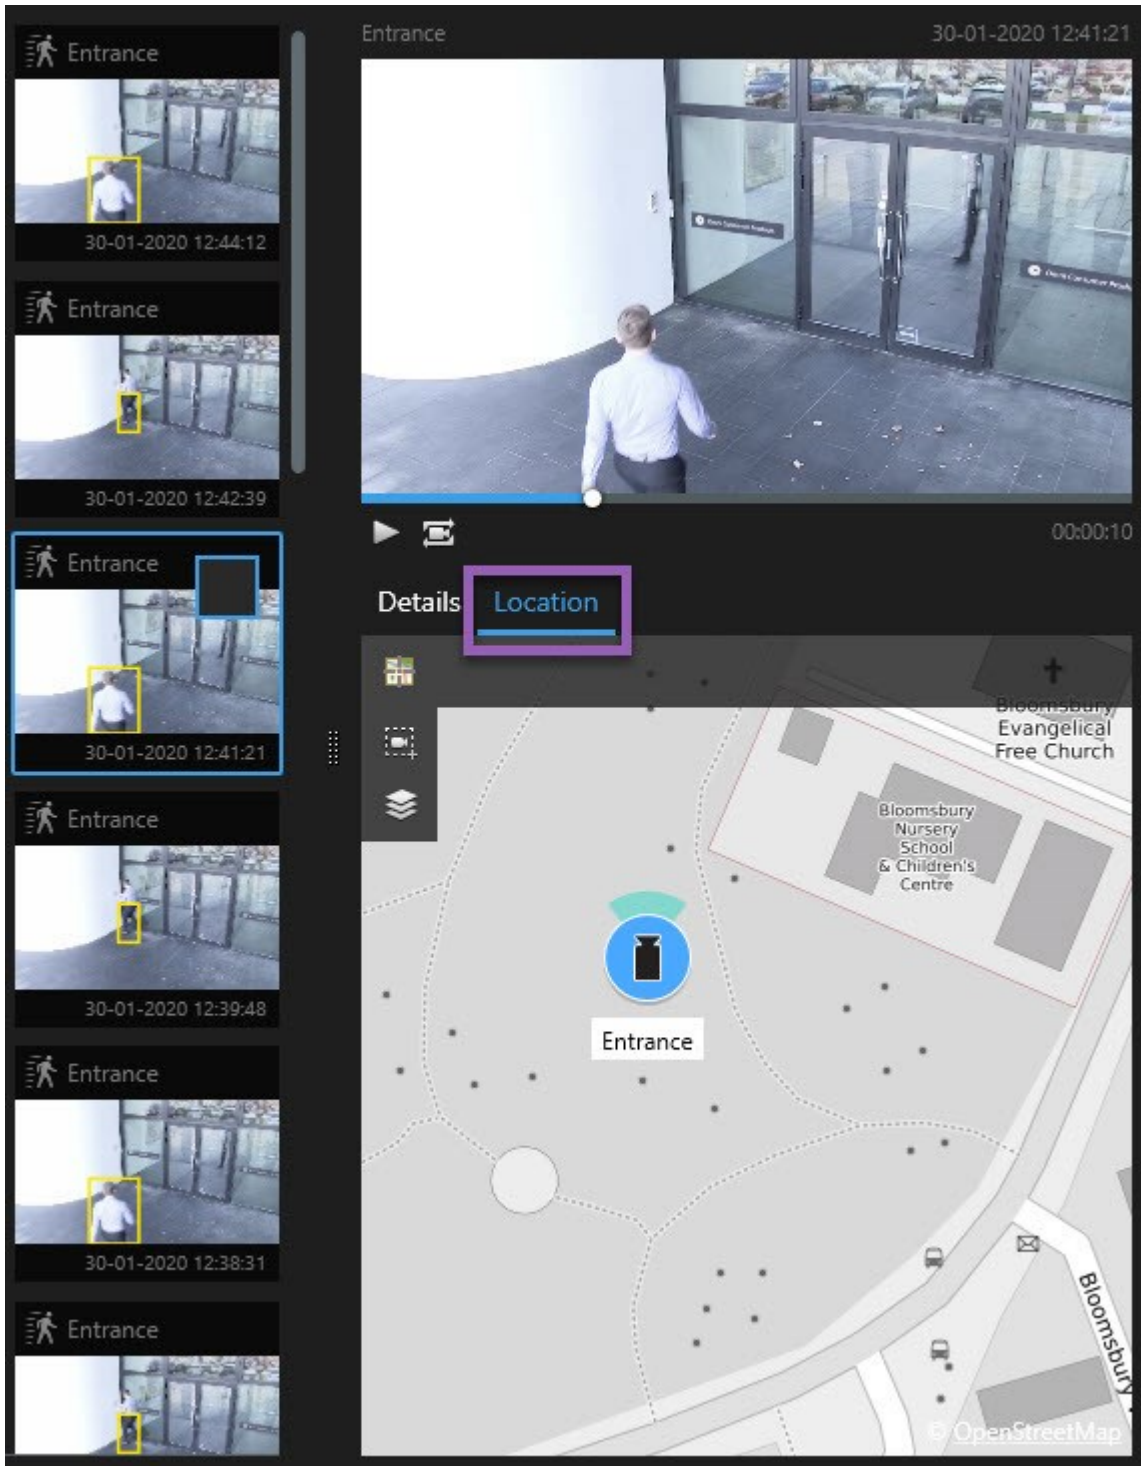 Entrance
30-01-2020 12:44:12
Entrance
30-01-2020 12:42:39
Entrance
30-01-2020 12:41:21
Entrance
30-01-2020 12:39:48
Entrance
30-01-2020 12:38:31
Entrance
Entrance
30-01-2020 12:41:21
00:00:10
Details
Location
Bloomsbury
Evangelical
Free Church
Bloomsbury
Nursery
School
& Children's
Centre
Entrance
Bloomsbury
© OpenStreetMap